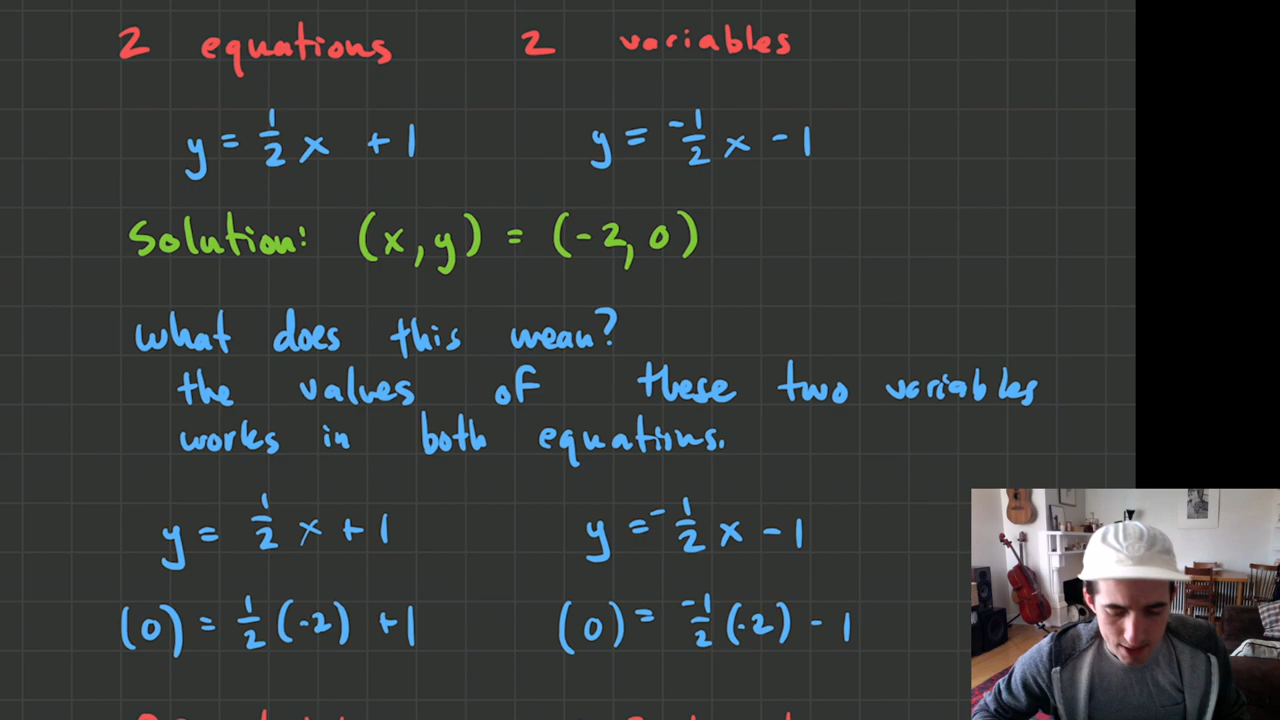 2 equations 2 variables
y = 1/2 x + 1 y = -1/2 x - 1
Solution: (x, y) = (-2, 0)
what does this mean?
the values of these two variables
works in both equations.
y = 1/2 x + 1 y = -1/2 x - 1
(0) = 1/2 (-2) + 1 (0) = -1/2 (-2) - 1